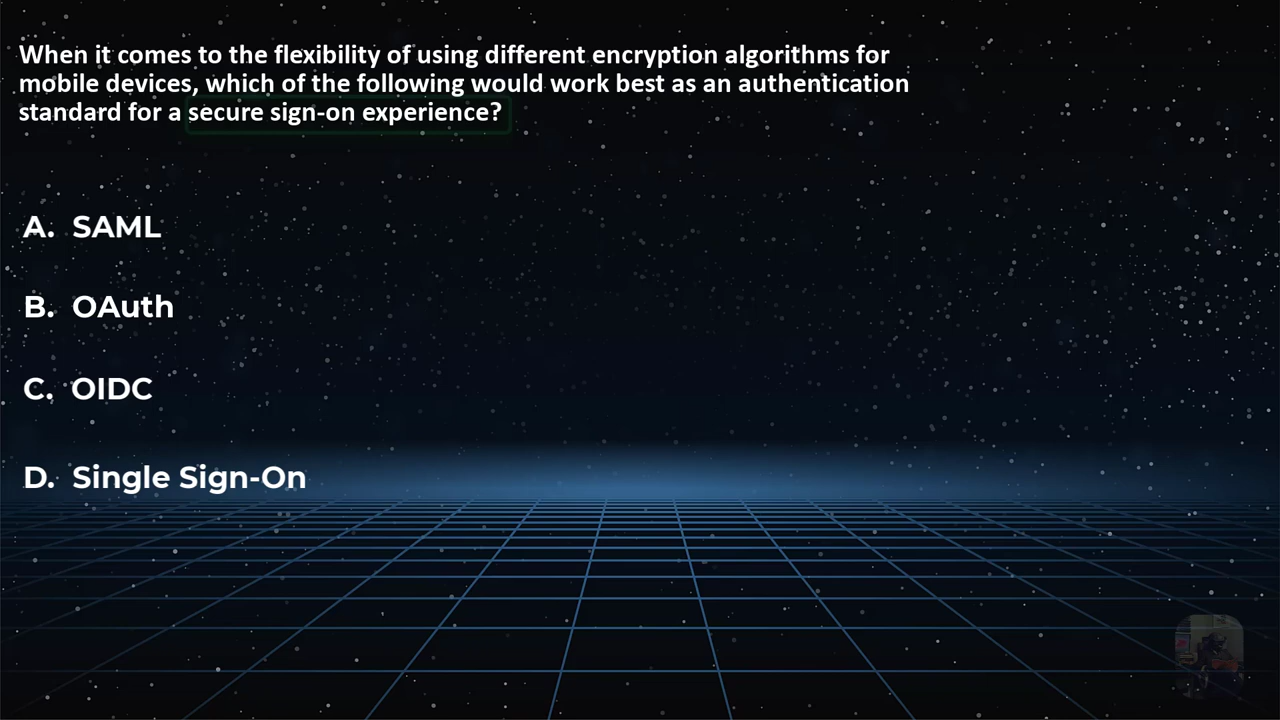 When it comes to the flexibility of using different encryption algorithms for
mobile devices, which of the following would work best as an authentication
standard for a secure sign-on experience?
A. SAML
B. OAuth
C. OIDC
D. Single Sign-On